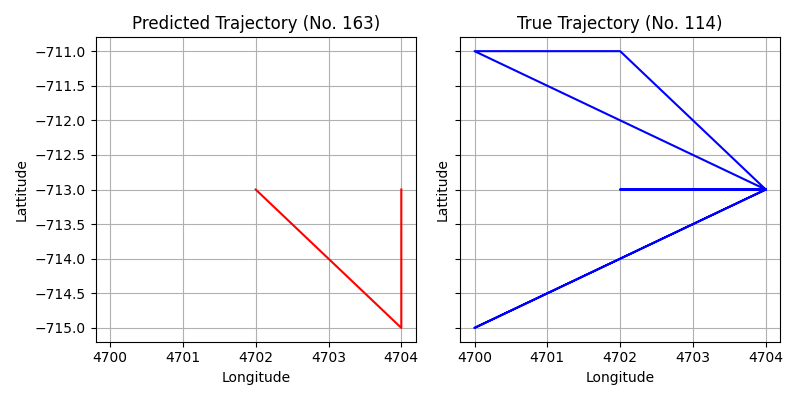 Predicted Trajectory (No. 163)
−711.0
−711.5
−712.0
−712.5
−713.0
−713.5
−714.0
−714.5
−715.0
Lattitude
4700 4701 4702 4703 4704
Longitude
True Trajectory (No. 114)
Lattitude
4700 4701 4702 4703 4704
Longitude